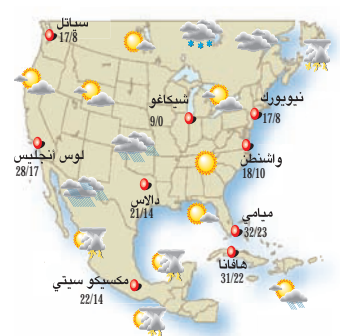 سياتل
17/8
شيكاغو
9/0
نيويورك
17/8
لوس إنجليس
28/17
واشنطن
18/10
دالاس
21/14
ميامي
32/23
هافانا
31/22
مكسيكو سيتي
22/14